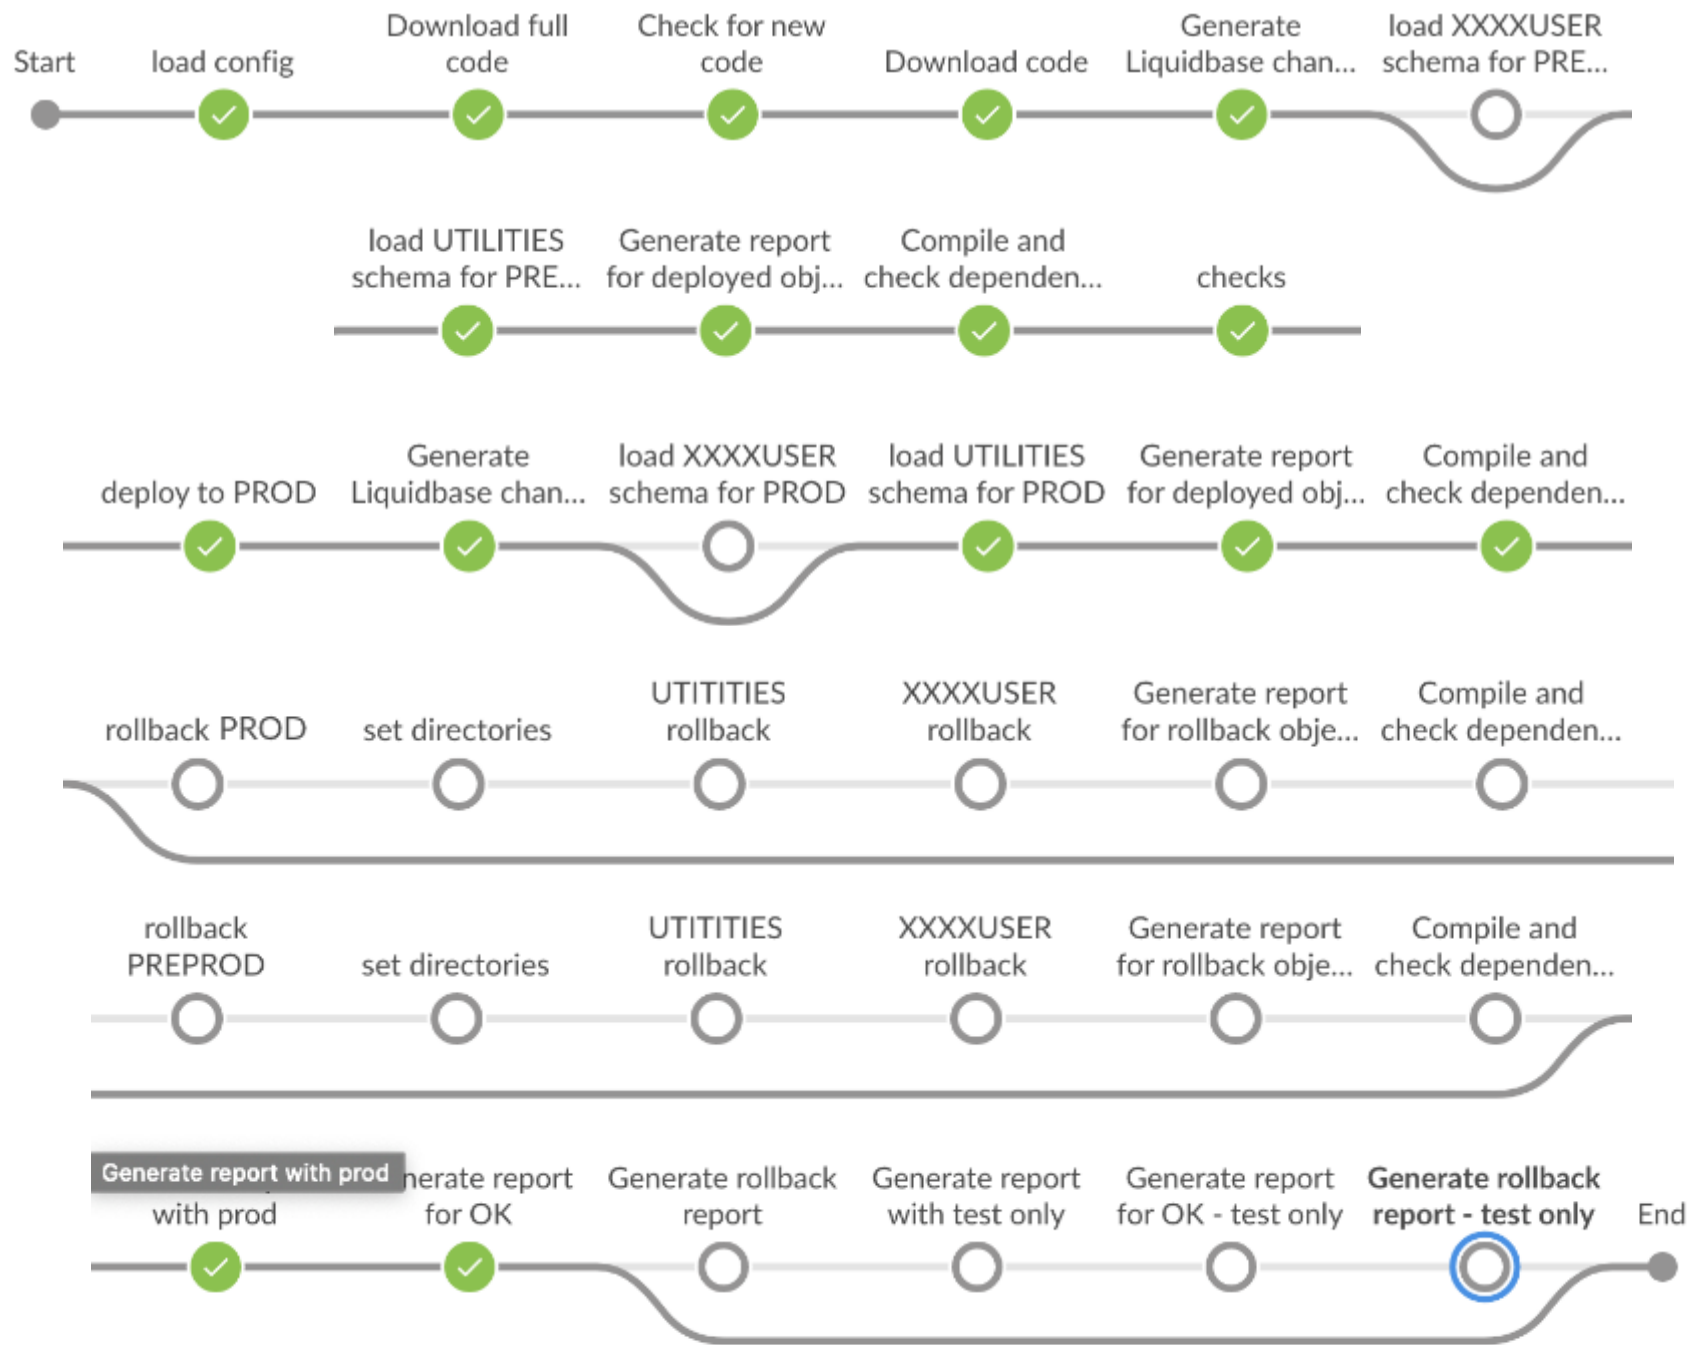 Start
load config
Download full
code
Check for new
code
Download code
Generate
Liquidbase chan...
load XXXXUSER
schema for PRE...
load UTILITIES
schema for PRE...
Generate report
for deployed obj...
Compile and
check dependen...
checks
deploy to PROD
Generate
Liquidbase chan...
load XXXXUSER
schema for PROD
load UTILITIES
schema for PROD
Generate report
for deployed obj...
Compile and
check dependen...
rollback PROD
set directories
UTITITIES
rollback
XXXXUSER
rollback
Generate report
for rollback obje...
Compile and
check dependen...
rollback
PREPROD
set directories
UTITITIES
rollback
XXXXUSER
rollback
Generate report
for rollback obje...
Compile and
check dependen...
Generate report with prod
with prod
nerate report
for OK
Generate rollback
report
Generate report
with test only
Generate report
for OK - test only
Generate rollback
report - test only
End